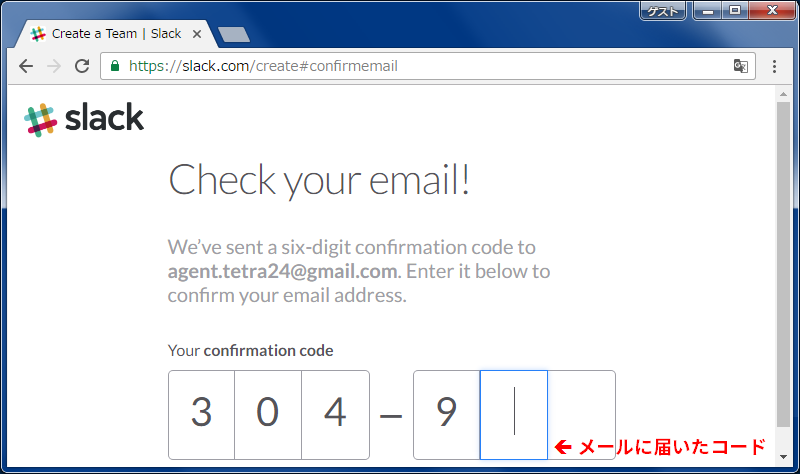 ゲスト
Create a Team | Slack
https://slack.com/create#confirmemail
slack
Check your email!
We’ve sent a six-digit confirmation code to
agent.tetra24@gmail.com. Enter it below to
confirm your email address.
Your confirmation code
3 0 4 – 9
← メールに届いたコード